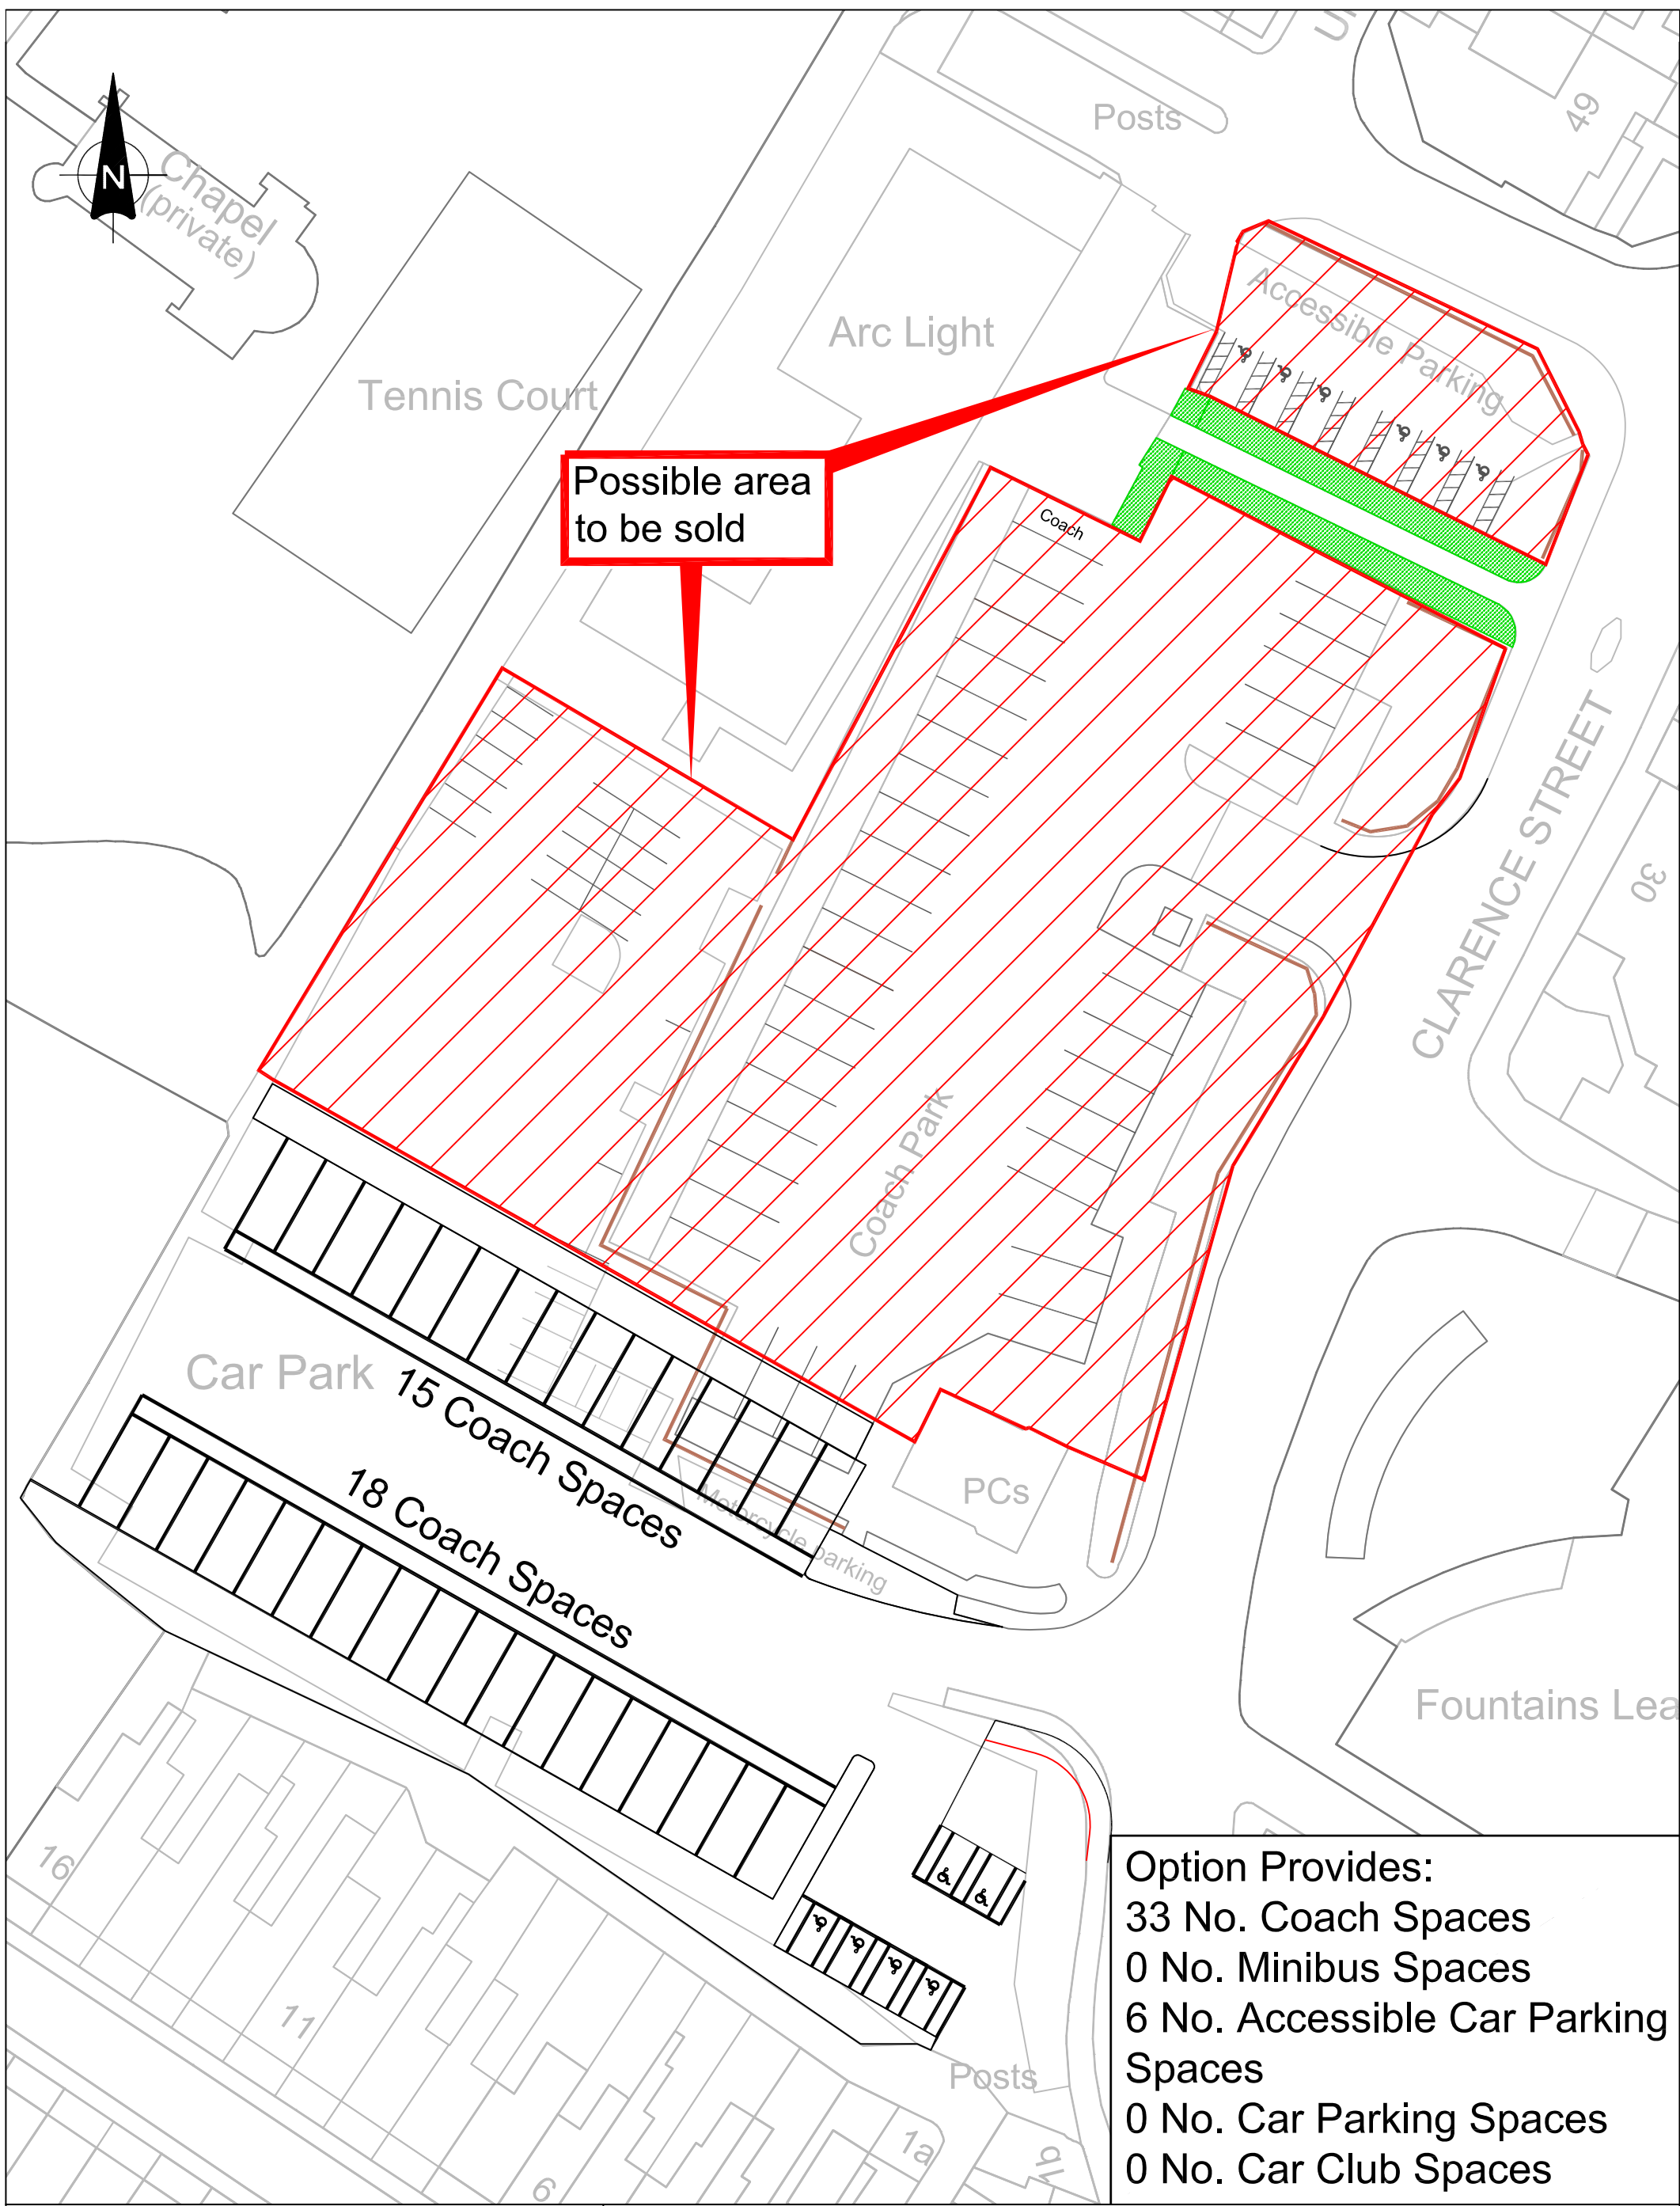 Posts
49
N
Chapel
(private)
Accessible Parking
Arc Light
Tennis Court
Possible area
to be sold
Coach
CLARENCE STREET
30
Coach Park
Car Park
15 Coach Spaces
18 Coach Spaces
PCs
Motorcycle parking
Fountains Lea
16
11
6
1a
Posts
Option Provides:
33 No. Coach Spaces
0 No. Minibus Spaces
6 No. Accessible Car Parking
Spaces
0 No. Car Parking Spaces
0 No. Car Club Spaces